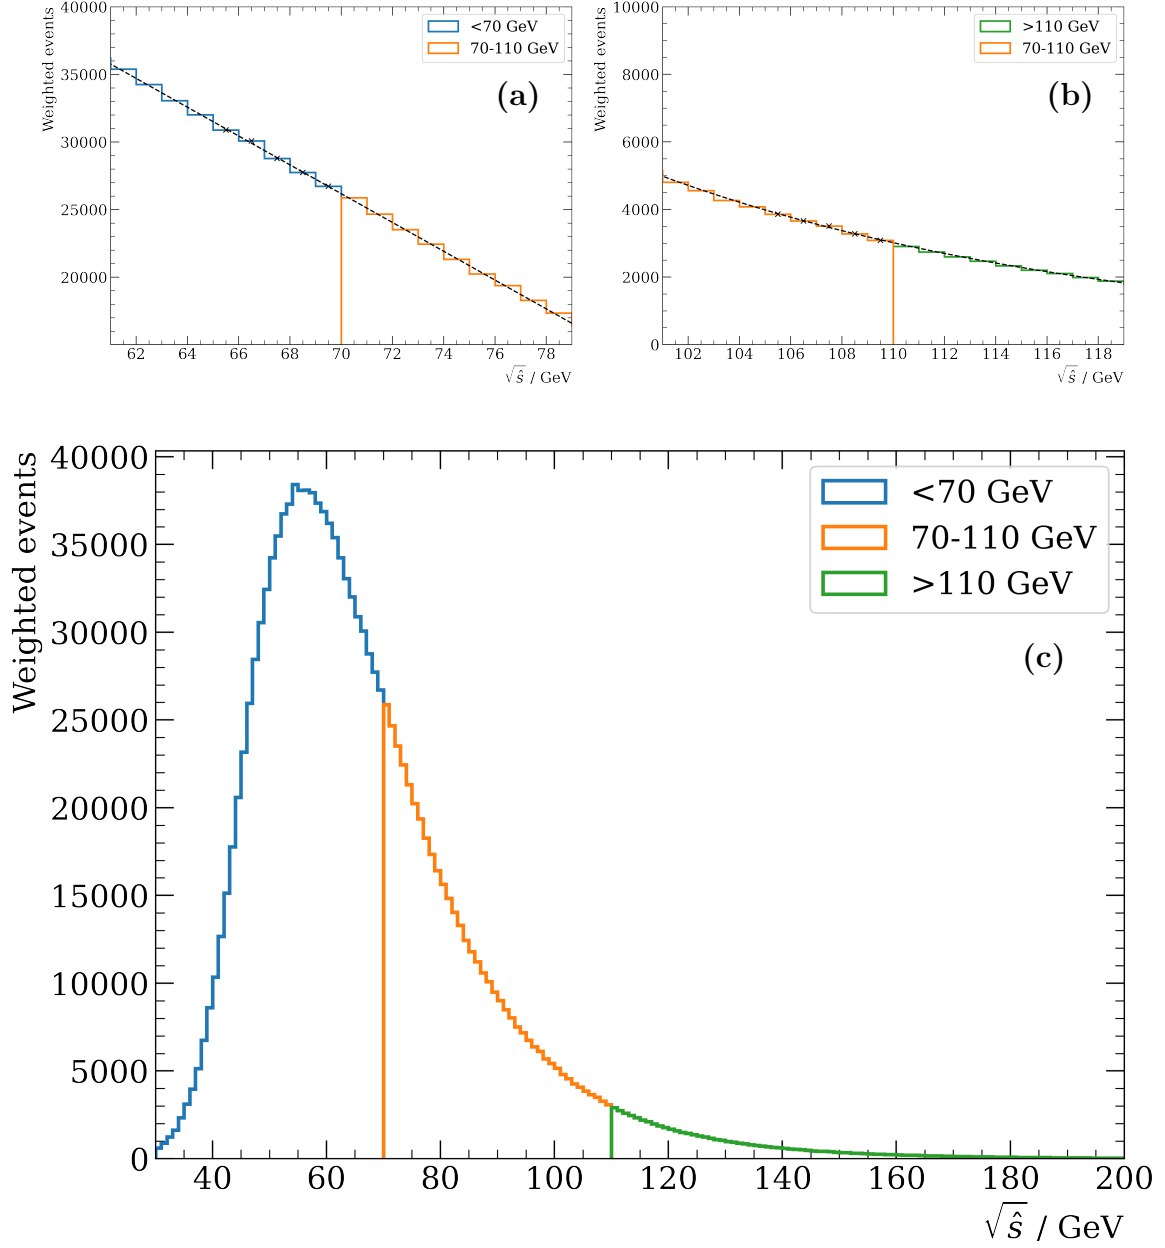 40000
35000
30000
25000
20000
Weighted events
<70 GeV
70-110 GeV
(a)
62 64 66 68 70 72 74 76 78
√ŝ / GeV
10000
8000
6000
4000
2000
0
Weighted events
>110 GeV
70-110 GeV
(b)
102 104 106 108 110 112 114 116 118
√ŝ / GeV
40000
35000
30000
25000
20000
15000
10000
5000
0
Weighted events
<70 GeV
70-110 GeV
>110 GeV
(c)
40 60 80 100 120 140 160 180 200
√ŝ / GeV